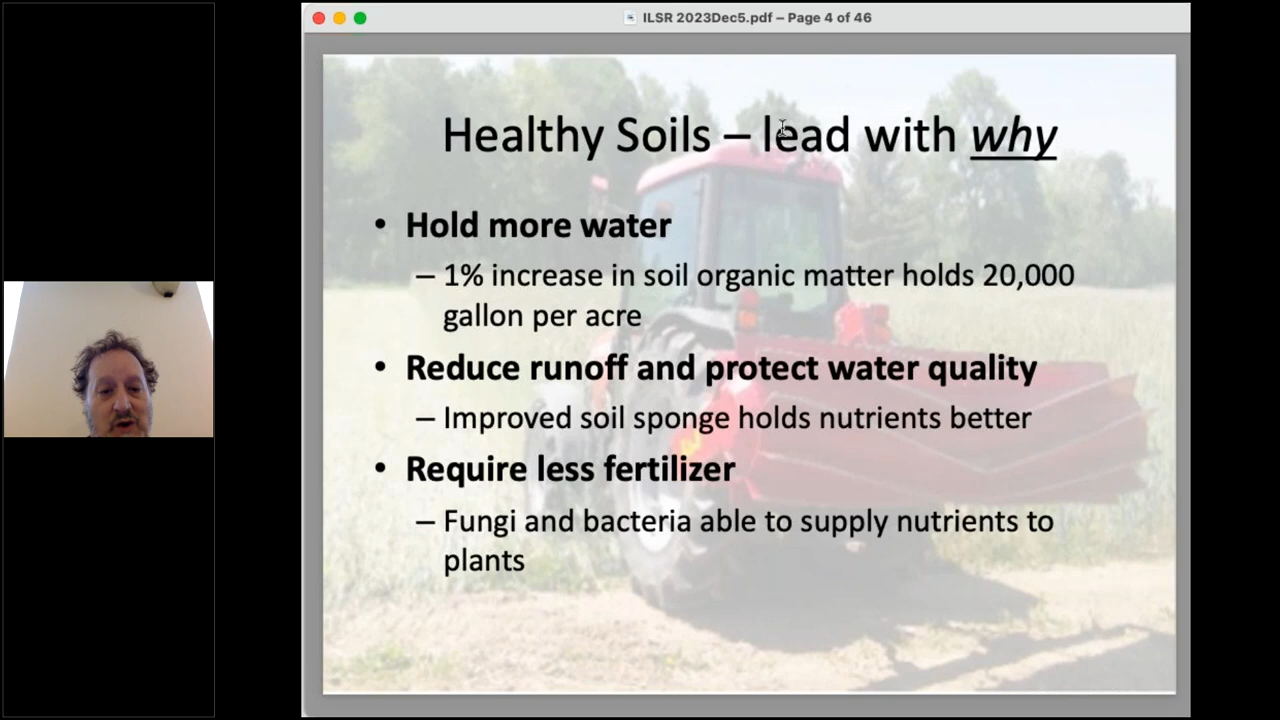 ILSR 2023Dec5.pdf – Page 4 of 46
Healthy Soils – lead with why
• Hold more water
– 1% increase in soil organic matter holds 20,000
gallon per acre
• Reduce runoff and protect water quality
– Improved soil sponge holds nutrients better
• Require less fertilizer
– Fungi and bacteria able to supply nutrients to
plants